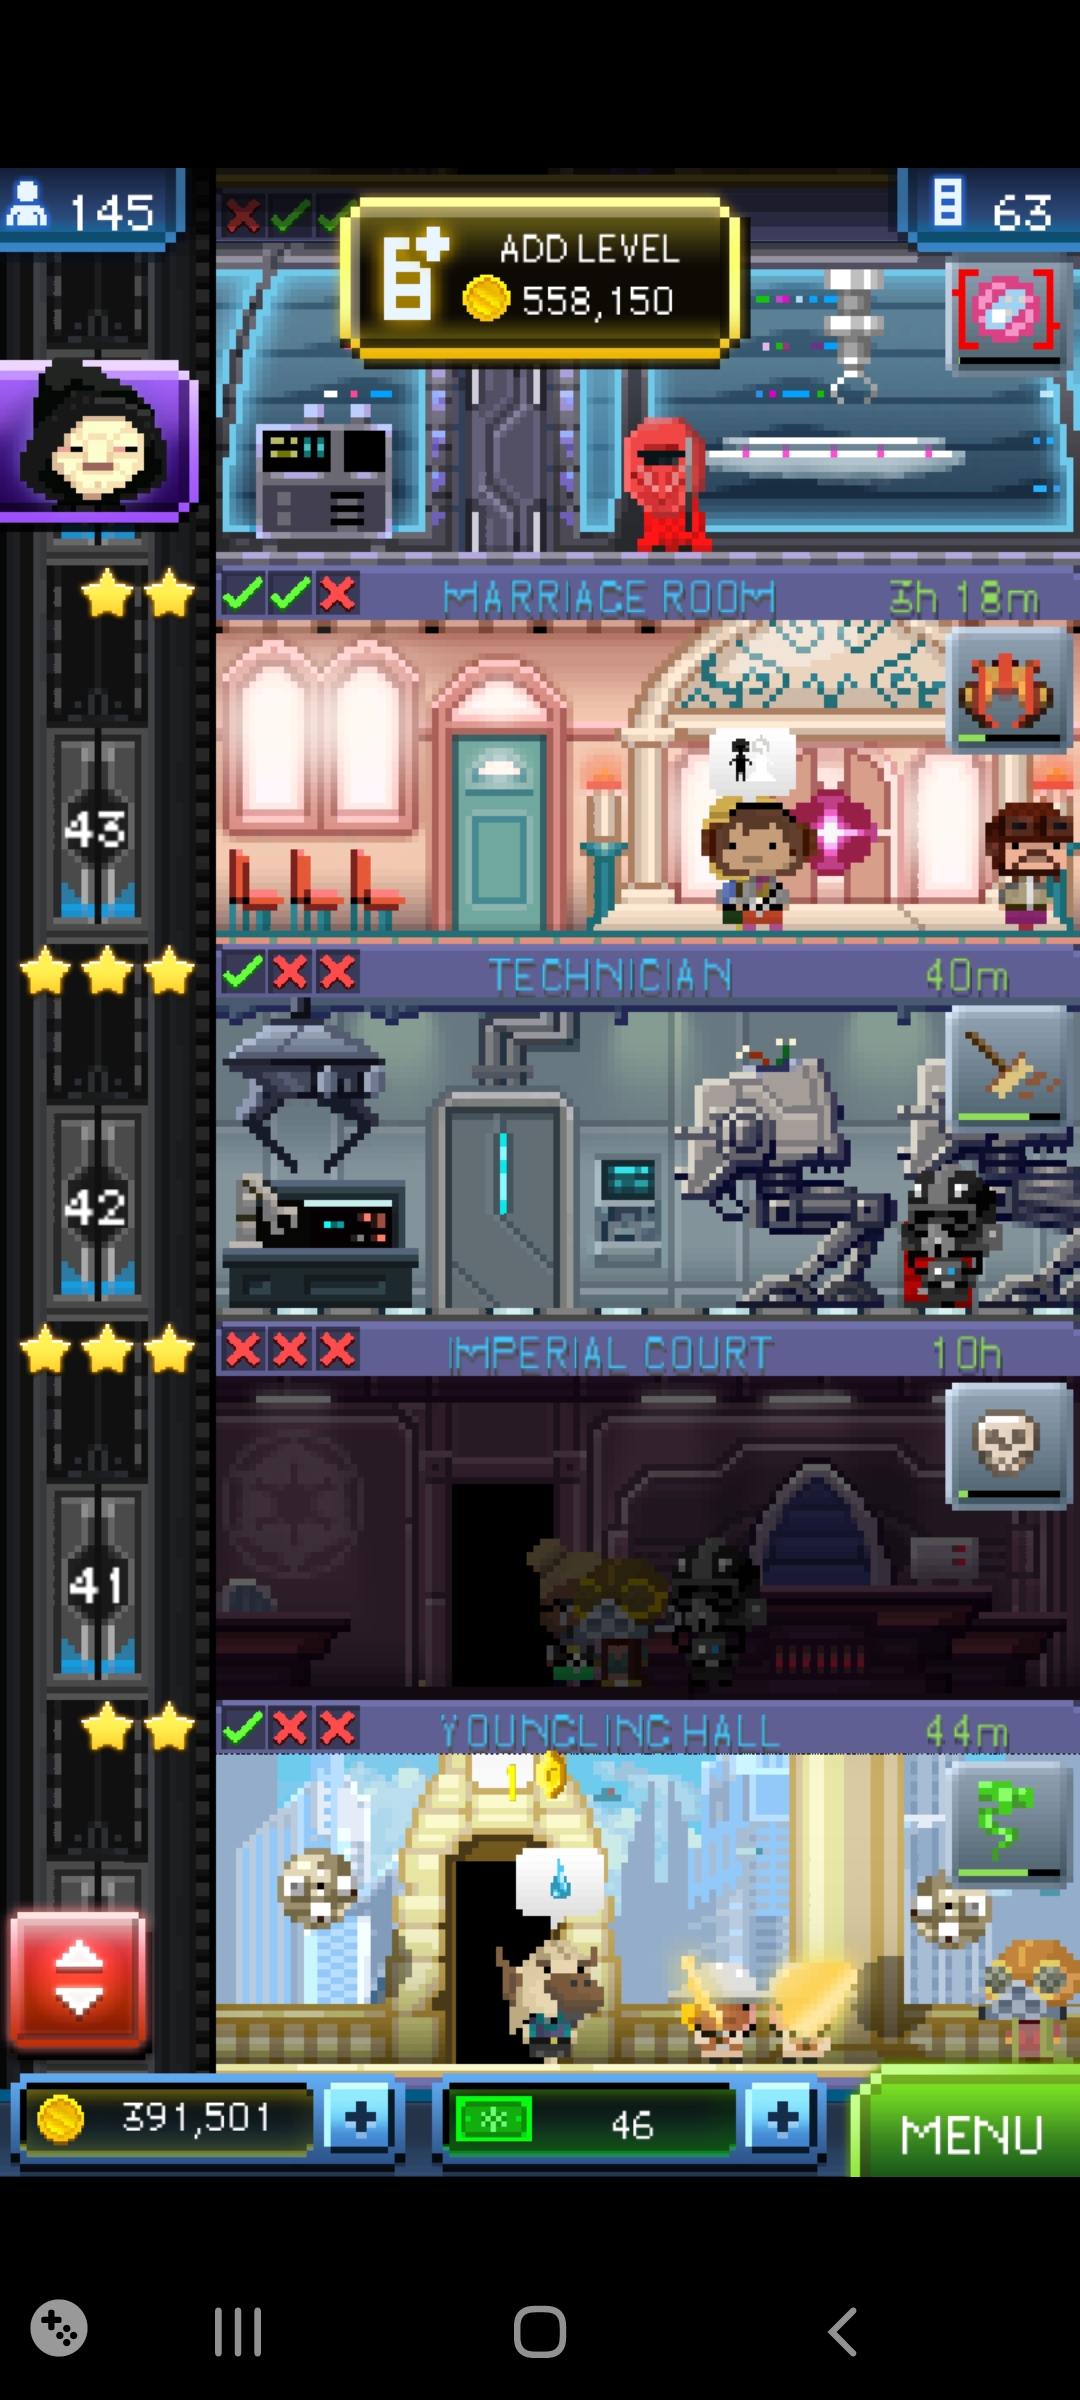 145
63
ADD LEVEL
558,150
MARRIAGE ROOM 3h 18m
43
TECHNICIAN 40m
42
IMPERIAL COURT 10h
41
YOUNGLING HALL 44m
1
391,501
46
MENU